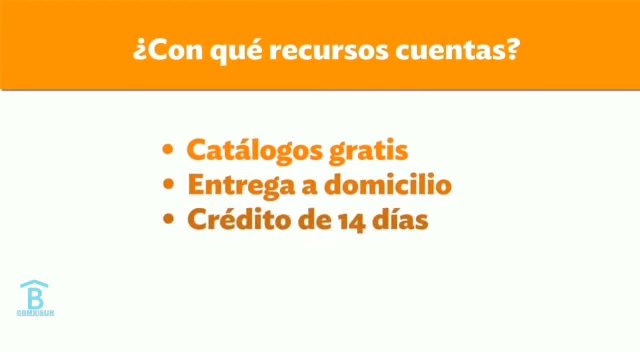 ¿Con qué recursos cuentas?
• Catálogos gratis
• Entrega a domicilio
• Crédito de 14 días
B